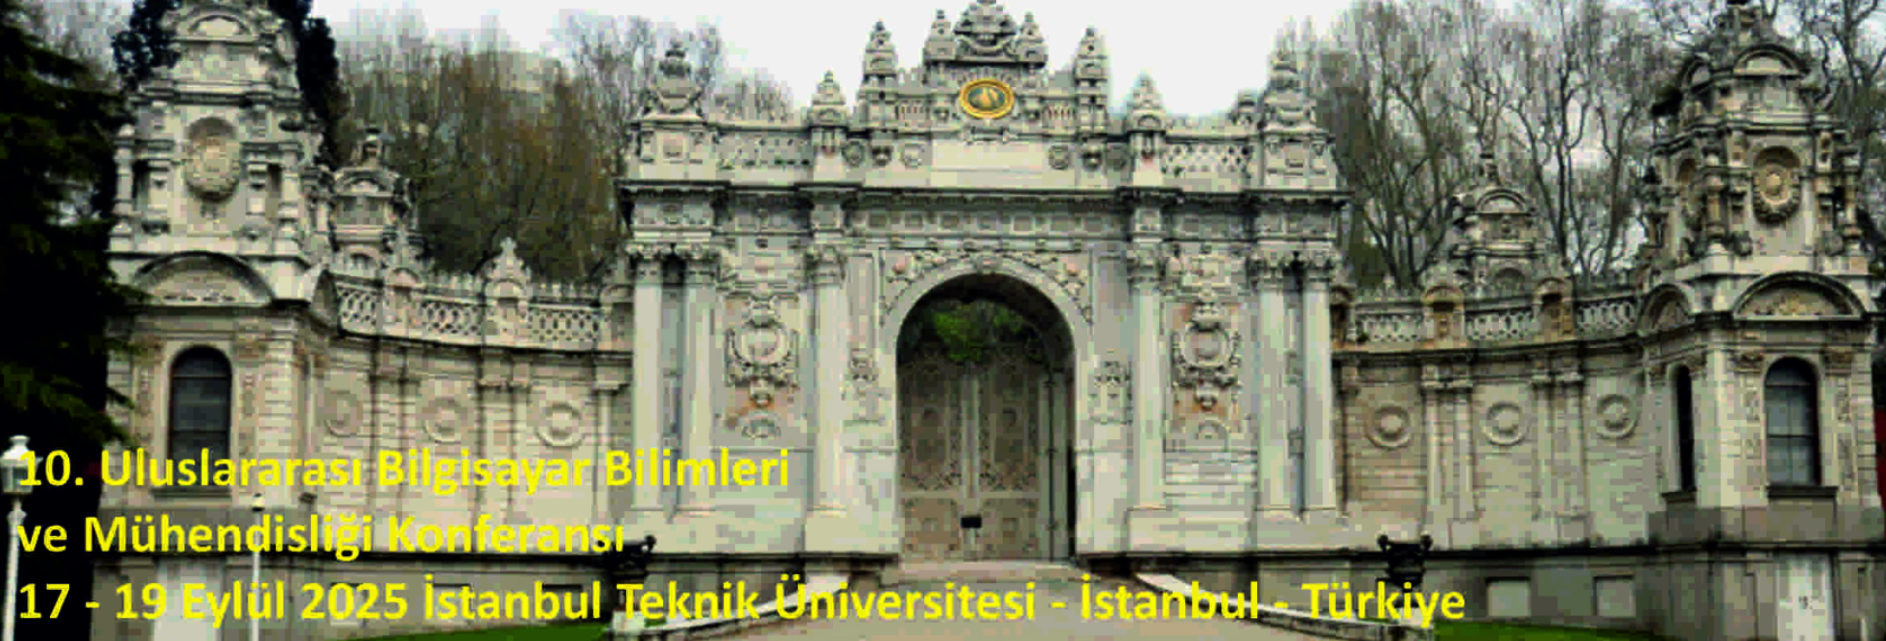 10. Uluslararası Bilgisayar Bilimleri
ve Mühendisliği Konferansı
17 - 19 Eylül 2025 İstanbul Teknik Üniversitesi - İstanbul - Türkiye